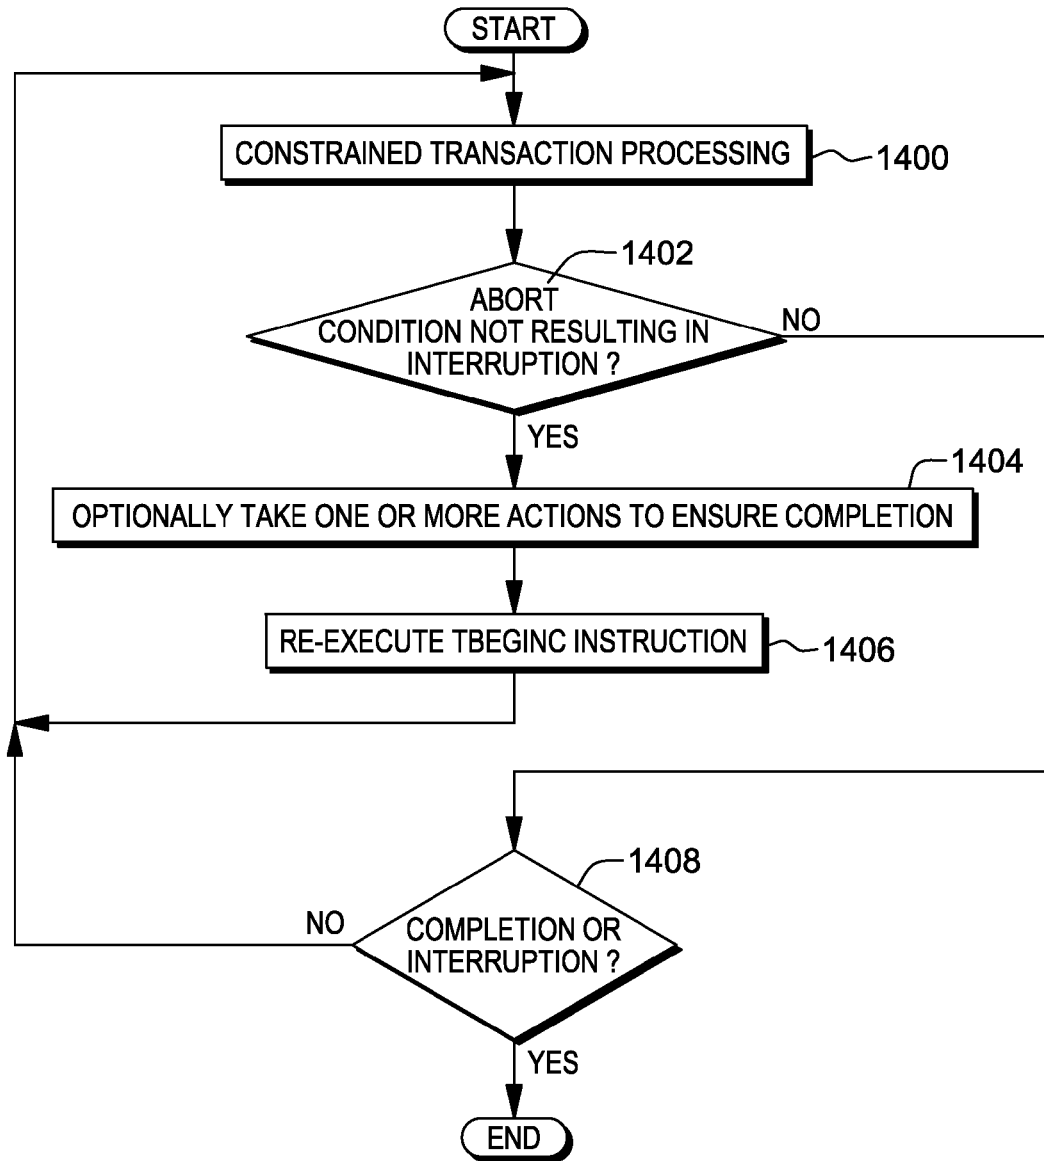 START
CONSTRAINED TRANSACTION PROCESSING
1400
1402
ABORT
CONDITION NOT RESULTING IN
INTERRUPTION ?
NO
YES
1404
OPTIONALLY TAKE ONE OR MORE ACTIONS TO ENSURE COMPLETION
RE-EXECUTE TBEGINC INSTRUCTION
1406
1408
NO
COMPLETION OR
INTERRUPTION ?
YES
END